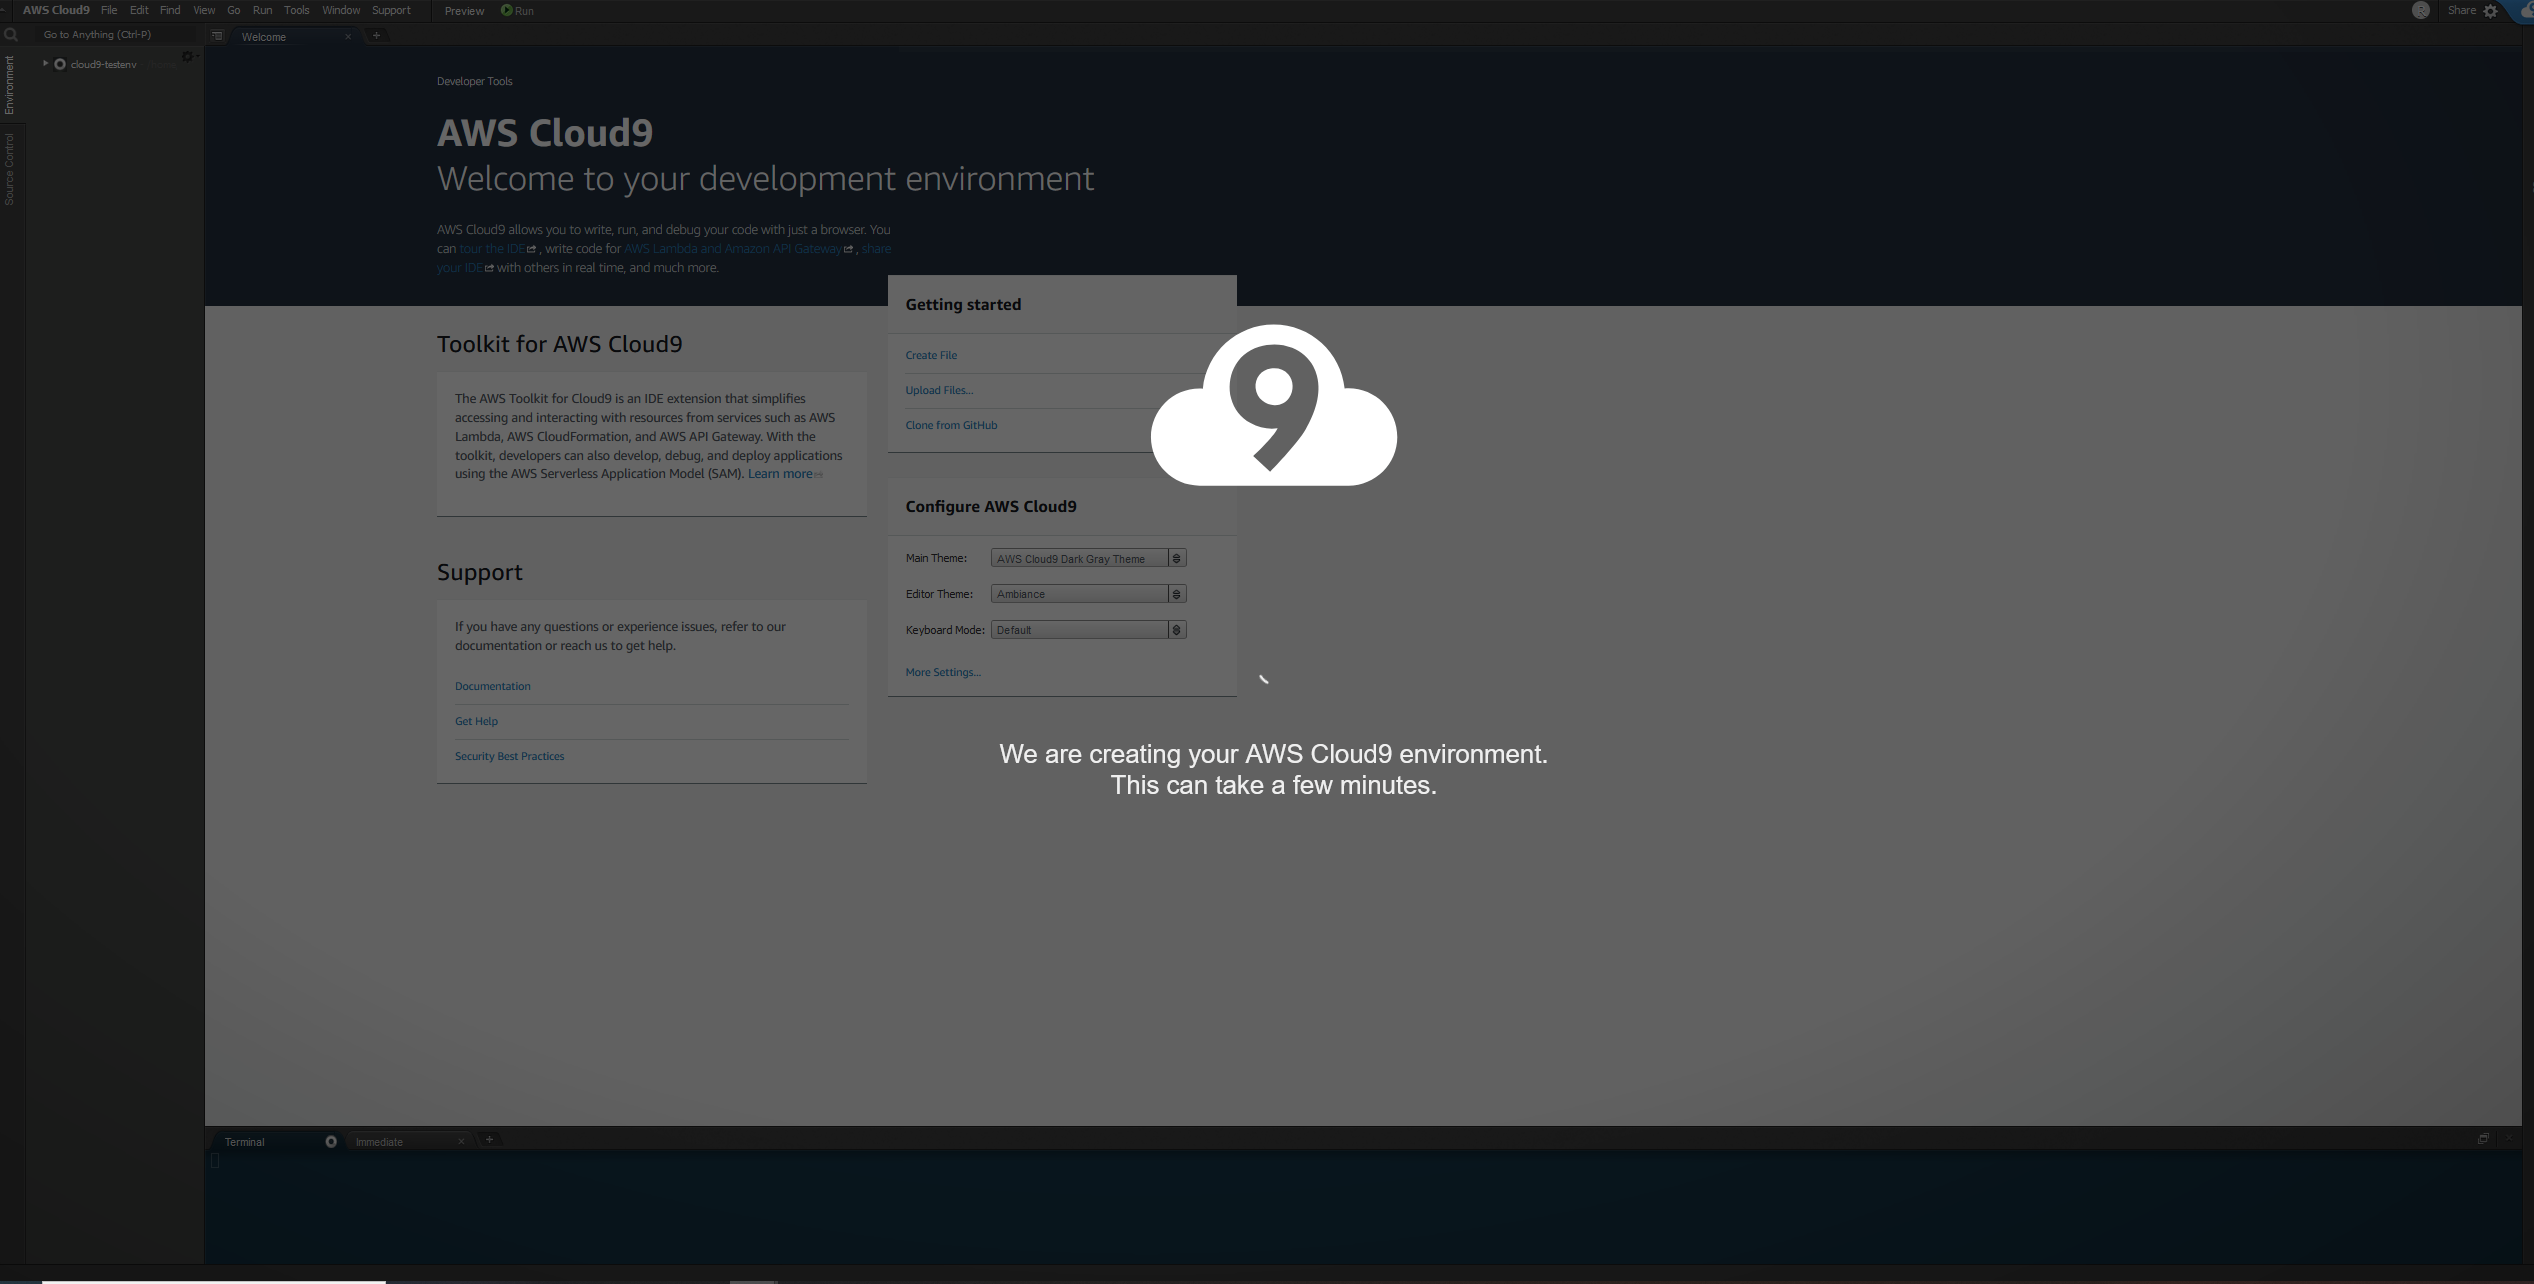 AWS Cloud9 File Edit Find View Go Run Tools Window Support Preview Run Share
Go to Anything (Ctrl-P)
Welcome
Environment
Source Control
cloud9-testenv
Developer Tools
AWS Cloud9
Welcome to your development environment
AWS Cloud9 allows you to write, run, and debug your code with just a browser. You
can tour the IDE, write code for AWS Lambda and Amazon API Gateway, share
your IDE with others in real time, and much more.
Toolkit for AWS Cloud9
The AWS Toolkit for Cloud9 is an IDE extension that simplifies
accessing and interacting with resources from services such as AWS
Lambda, AWS CloudFormation, and AWS API Gateway. With the
toolkit, developers can also develop, debug, and deploy applications
using the AWS Serverless Application Model (SAM). Learn more
Support
If you have any questions or experience issues, refer to our
documentation or reach us to get help.
Documentation
Get Help
Security Best Practices
Getting started
Create File
Upload Files...
Clone from GitHub
9
Configure AWS Cloud9
Main Theme: AWS Cloud9 Dark Gray Theme
Editor Theme: Ambiance
Keyboard Mode: Default
More Settings...
We are creating your AWS Cloud9 environment.
This can take a few minutes.
Terminal
Immediate